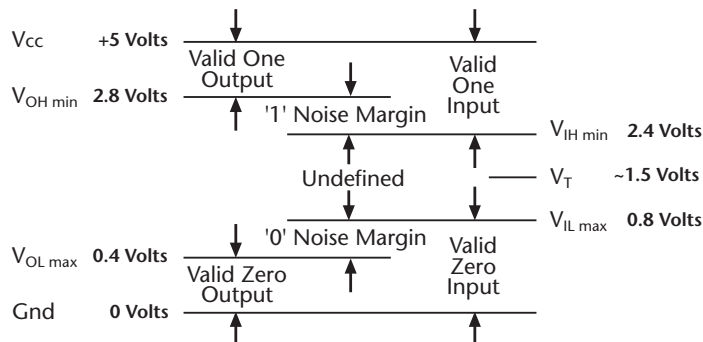 Vcc +5 Volts
Valid One
Output
Valid
One
Input
VOH min 2.8 Volts
'1' Noise Margin
VIH min 2.4 Volts
Undefined
VT ~1.5 Volts
VIL max 0.8 Volts
'0' Noise Margin
VOL max 0.4 Volts
Valid Zero
Output
Valid
Zero
Input
Gnd 0 Volts